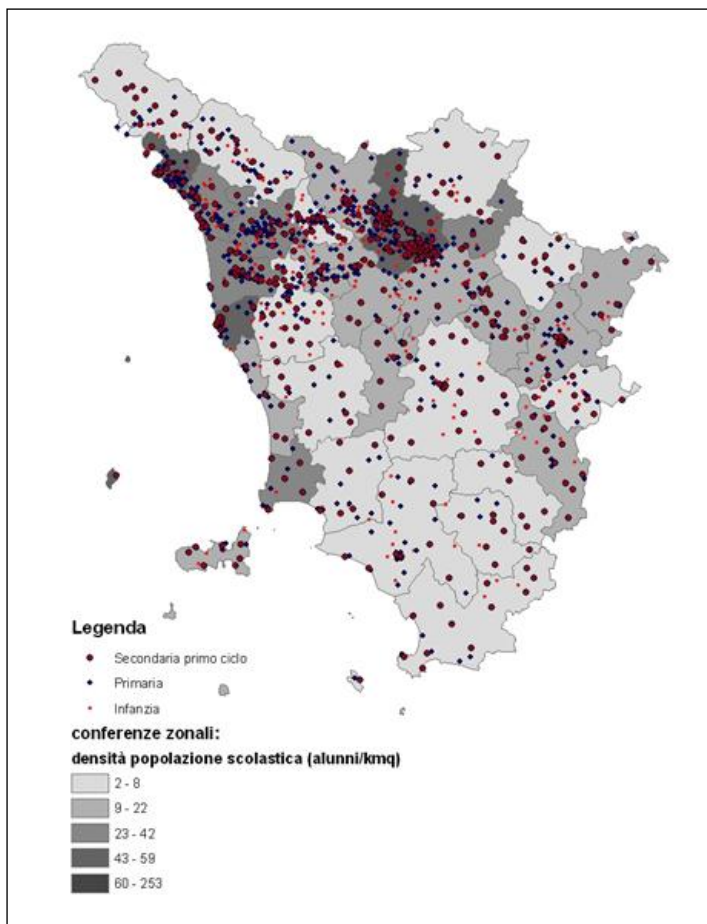 Legenda
Secondaria primo ciclo
Primaria
Infanzia
conferenze zonali:
densità popolazione scolastica (alunni/kmq)
2 - 8
9 - 22
23 - 42
43 - 59
60 - 253